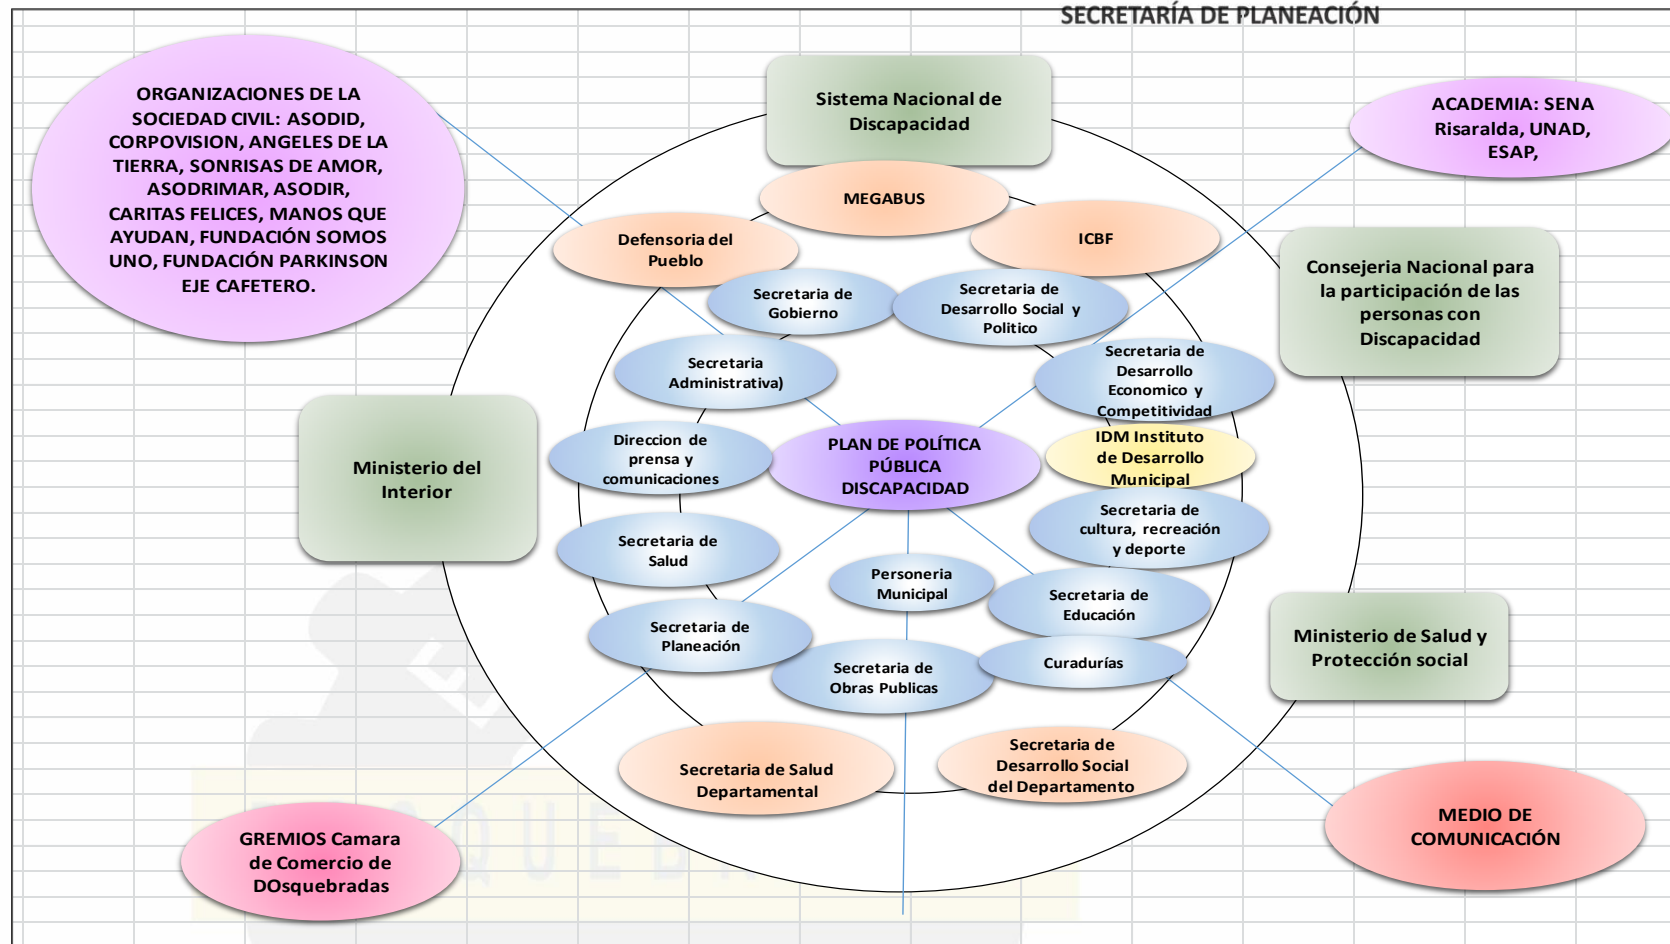 SECRETARÍA DE PLANEACIÓN
ORGANIZACIONES DE LA
SOCIEDAD CIVIL: ASODID,
CORPOVISION, ANGELES DE LA
TIERRA, SONRISAS DE AMOR,
ASODRIMAR, ASODIR,
CARITAS FELICES, MANOS QUE
AYUDAN, FUNDACIÓN SOMOS
UNO, FUNDACIÓN PARKINSON
EJE CAFETERO.
Sistema Nacional de
Discapacidad
ACADEMIA: SENA
Risaralda, UNAD,
ESAP,
MEGABUS
Defensoria del
Pueblo
ICBF
Consejeria Nacional para
la participación de las
personas con
Discapacidad
Secretaria de
Gobierno
Secretaria de
Desarrollo Social y
Politico
Secretaria
Administrativa)
Secretaria de
Desarrollo
Economico y
Competitividad
Ministerio del
Interior
Direccion de
prensa y
comunicaciones
PLAN DE POLÍTICA
PÚBLICA
DISCAPACIDAD
IDM Instituto
de Desarrollo
Municipal
Secretaria de
cultura, recreación
y deporte
Secretaria de
Salud
Personeria
Municipal
Secretaria de
Educación
Secretaria de
Planeación
Secretaria de
Obras Publicas
Curadurías
Ministerio de Salud y
Protección social
Secretaria de Salud
Departamental
Secretaria de
Desarrollo Social
del Departamento
GREMIOS Camara
de Comercio de
DOsquebradas
MEDIO DE
COMUNICACIÓN